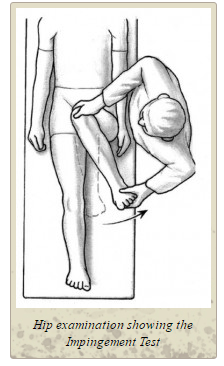 Hip examination showing the
Impingement Test